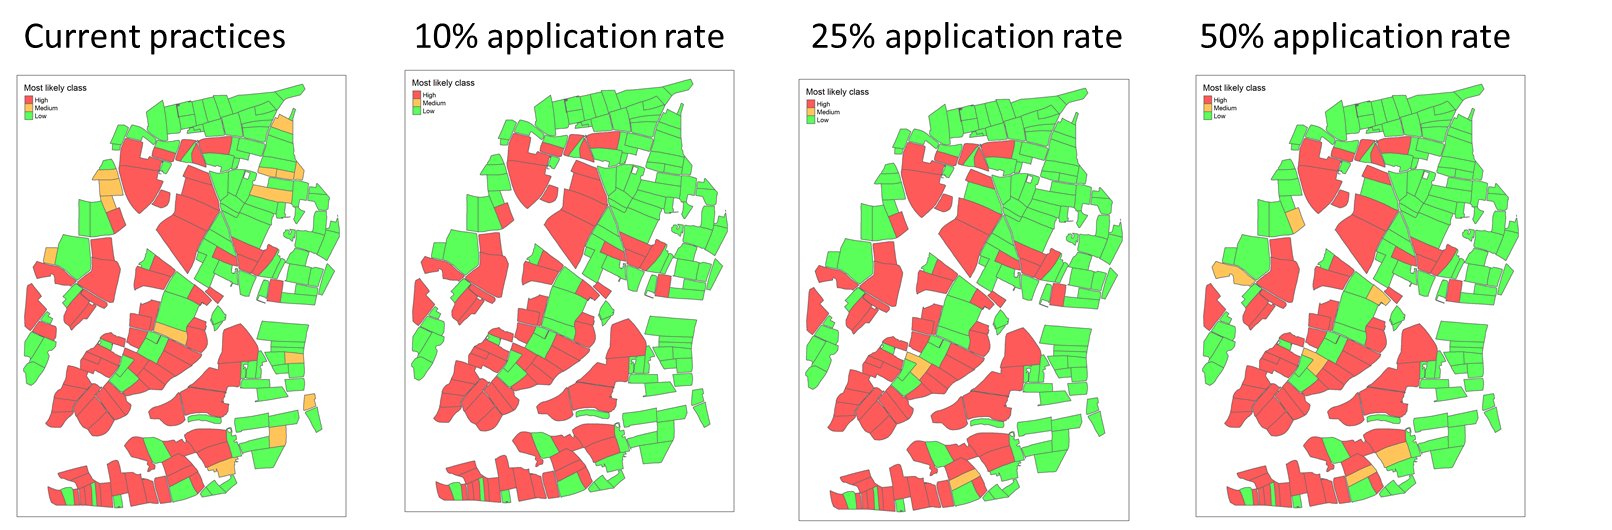 Current practices
Most likely class
High
Medium
Low
10% application rate
Most likely class
High
Medium
Low
25% application rate
Most likely class
High
Medium
Low
50% application rate
Most likely class
High
Medium
Low